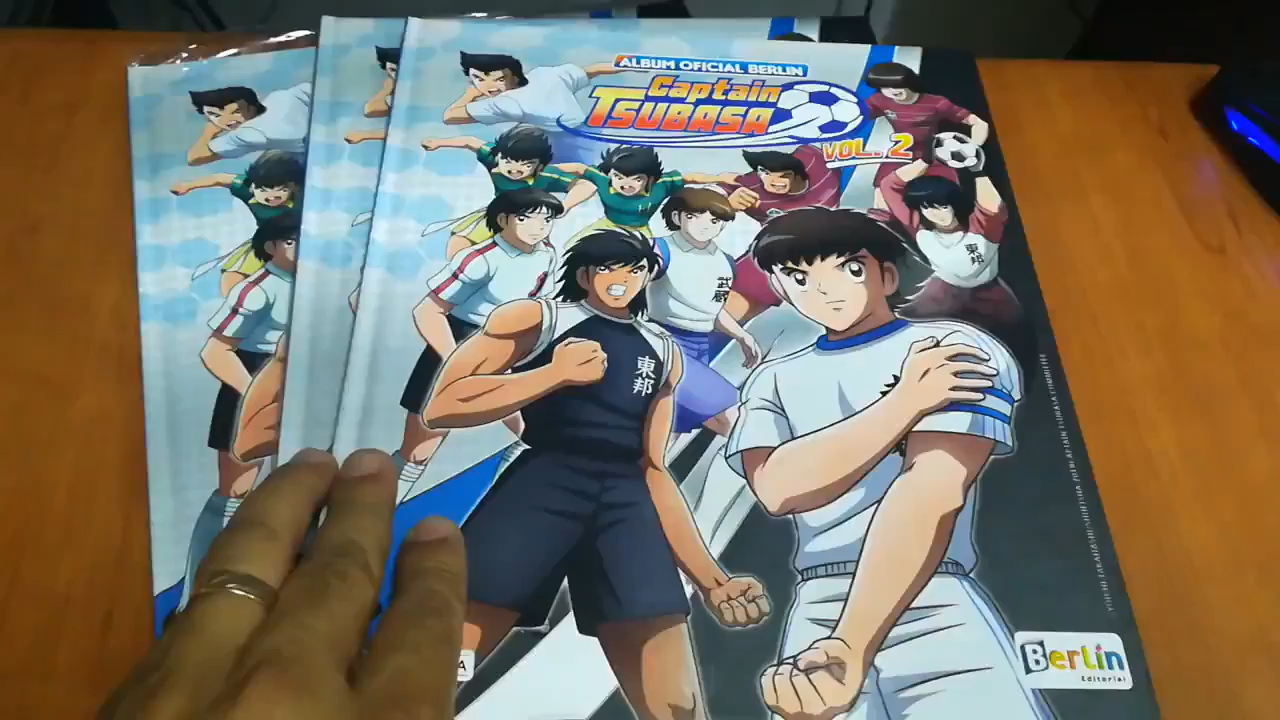 ALBUM OFICIAL BERLIN
Captain
TSUBASA
VOL. 2
東邦
武蔵
東邦
A
Berlin
Editorial